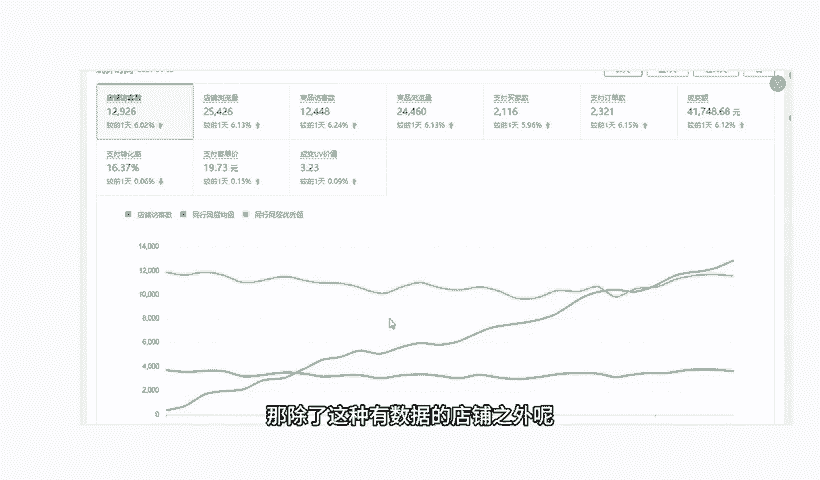 店铺访客数 店铺浏览量 商品访客数 商品浏览量 支付买家数 支付订单数 成交额
12,926 25,426 12,448 24,460 2,116 2,321 41,748.68 元
较前1天 6.02% 较前1天 6.13% 较前1天 6.24% 较前1天 6.13% 较前1天 5.96% 较前1天 6.15% 较前1天 6.12%
支付转化率 支付客单价 成交UV价值
16.37% 19.73 元 3.23
较前1天 0.06% 较前1天 0.15% 较前1天 0.09%
店铺访客数 同行同层均值 同行同层优秀值
14,000
12,000
10,000
8,000
6,000
4,000
2,000
0
那除了这种有数据的店铺之外呢